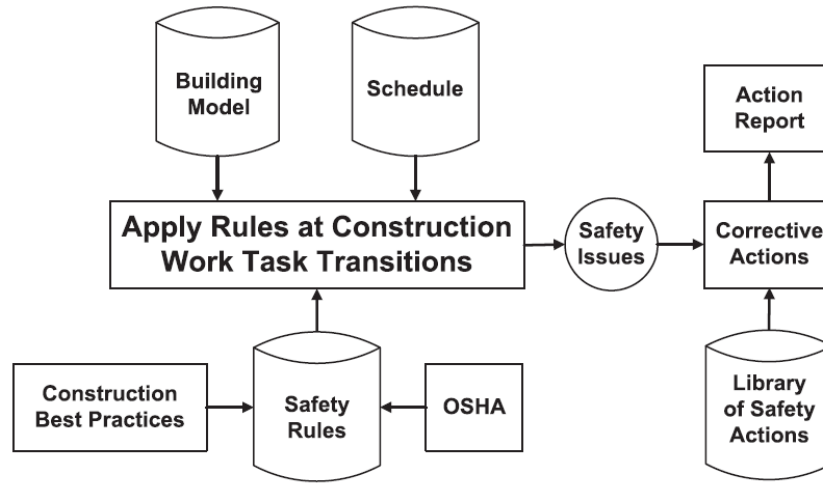 Building
Model
Schedule
Action
Report
Apply Rules at Construction
Work Task Transitions
Safety
Issues
Corrective
Actions
Construction
Best Practices
Safety
Rules
OSHA
Library
of Safety
Actions